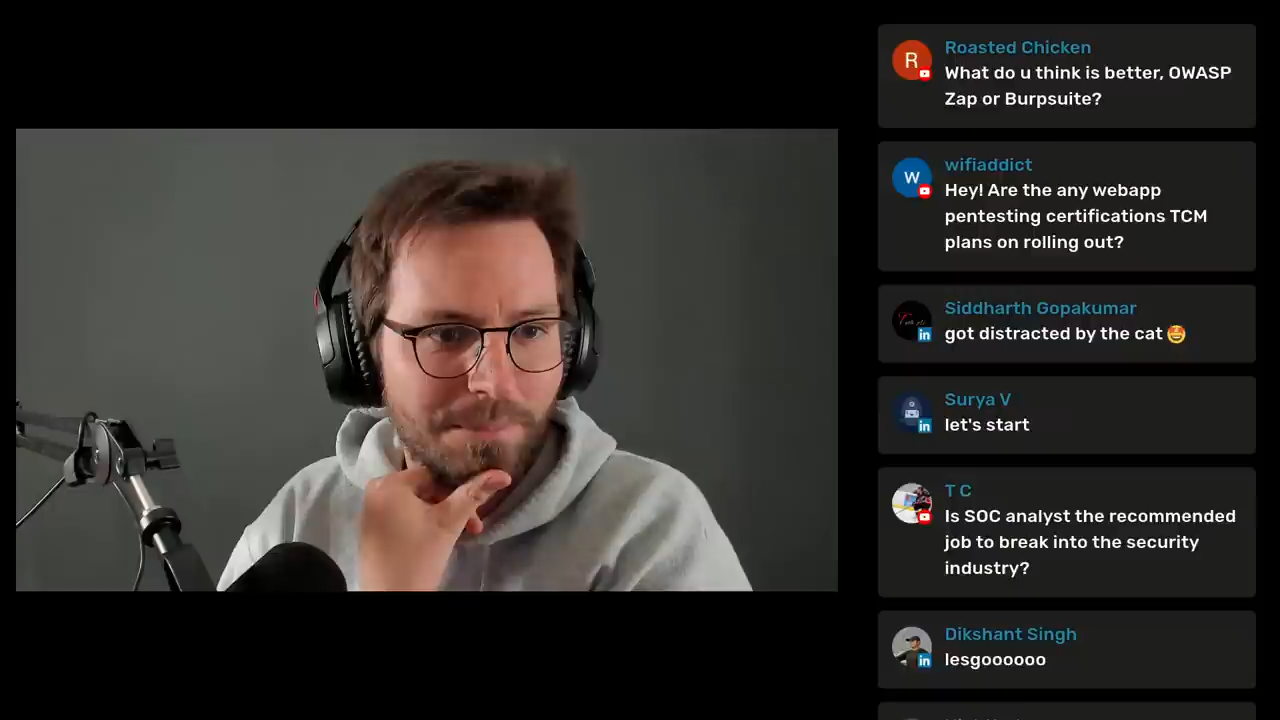 Roasted Chicken
What do u think is better, OWASP
Zap or Burpsuite?
wifiaddict
Hey! Are the any webapp
pentesting certifications TCM
plans on rolling out?
Siddharth Gopakumar
got distracted by the cat 🤩
Surya V
let's start
T C
Is SOC analyst the recommended
job to break into the security
industry?
Dikshant Singh
lesgoooooo